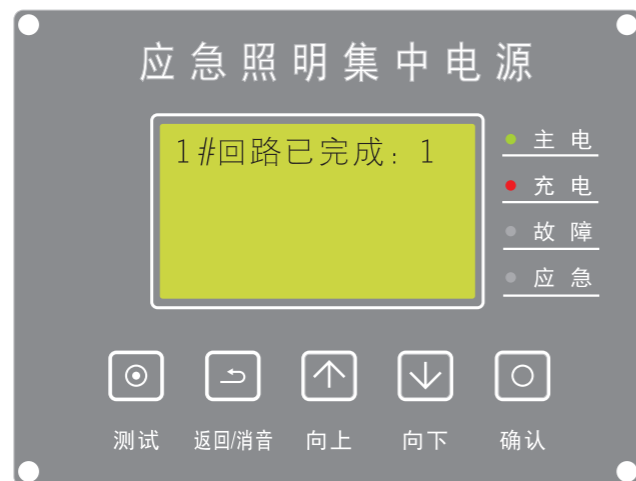 应急照明集中电源
1#回路已完成：1
主电
充电
故障
应急
测试 返回/消音 向上 向下 确认